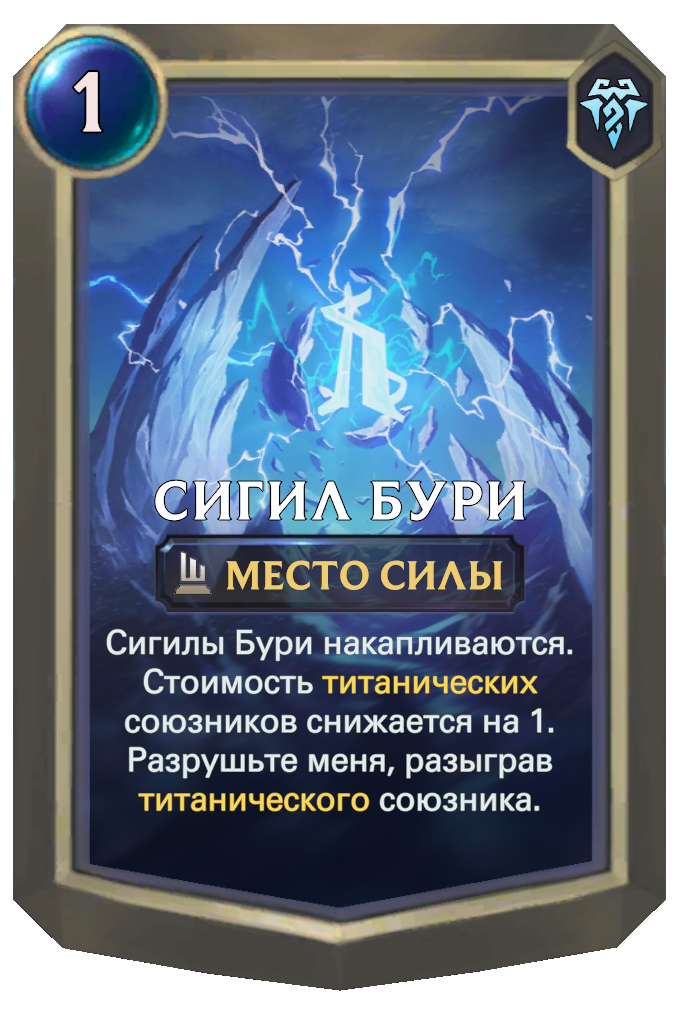 1
СИГИЛ БУРИ
МЕСТО СИЛЫ
Сигилы Бури накапливаются.
Стоимость титанических
союзников снижается на 1.
Разрушьте меня, разыграв
титанического союзника.